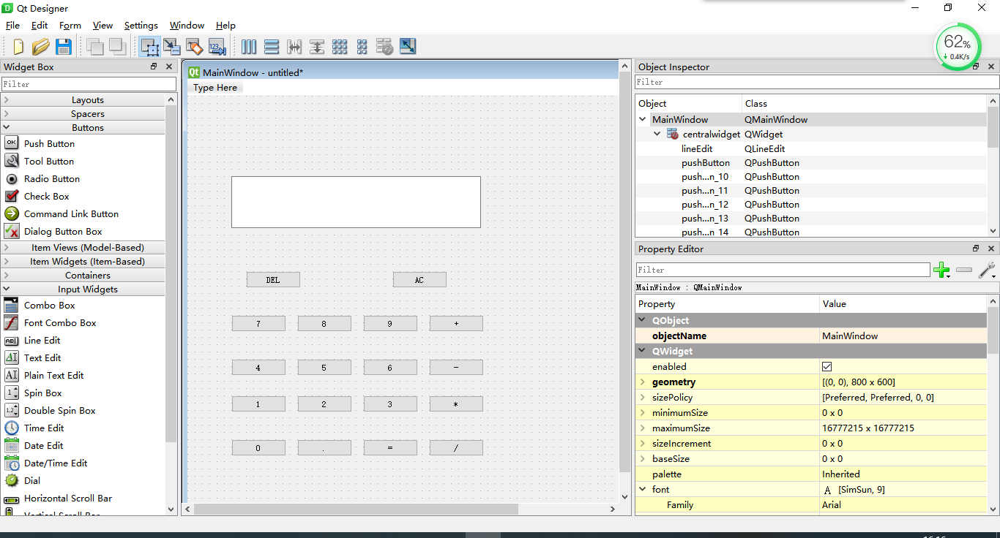 Qt Designer
File Edit Form View Settings Window Help
62%
0.4K/s
Widget Box
Filter
Layouts
Spacers
Buttons
OK Push Button
Tool Button
Radio Button
Check Box
Command Link Button
Dialog Button Box
Item Views (Model-Based)
Item Widgets (Item-Based)
Containers
Input Widgets
Combo Box
Font Combo Box
Line Edit
Text Edit
Plain Text Edit
Spin Box
Double Spin Box
Time Edit
Date Edit
Date/Time Edit
Dial
Horizontal Scroll Bar
Vertical Scroll Bar
Qt MainWindow - untitled*
Type Here
DEL AC
7 8 9 +
4 5 6 -
1 2 3 *
0 . = /
Object Inspector
Filter
Object Class
MainWindow QMainWindow
centralwidget QWidget
lineEdit QLineEdit
pushButton QPushButton
push...n_10 QPushButton
push...n_11 QPushButton
push...n_12 QPushButton
push...n_13 QPushButton
push...n_14 QPushButton
Property Editor
Filter
MainWindow : QMainWindow
Property Value
QObject
objectName MainWindow
QWidget
enabled
geometry [(0, 0), 800 x 600]
sizePolicy [Preferred, Preferred, 0, 0]
minimumSize 0 x 0
maximumSize 16777215 x 16777215
sizeIncrement 0 x 0
baseSize 0 x 0
palette Inherited
font A [SimSun, 9]
Family Arial